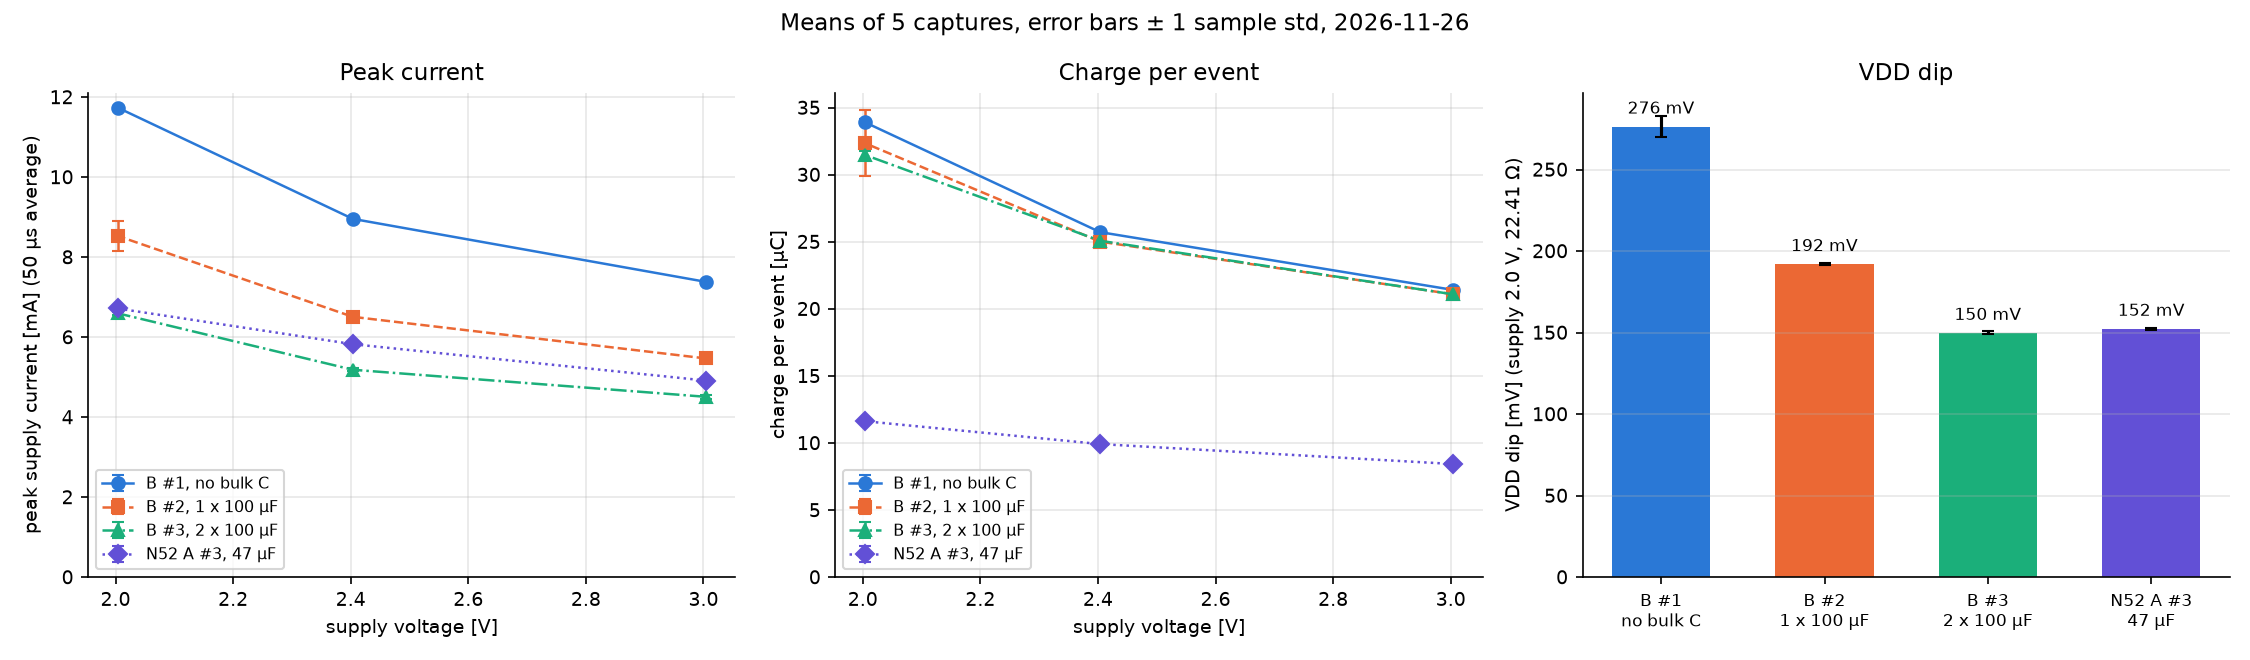 Means of 5 captures, error bars ± 1 sample std, 2026-11-26
Peak current
peak supply current [mA] (50 µs average)
12
10
8
6
4
2
0
B #1, no bulk C
B #2, 1 x 100 µF
B #3, 2 x 100 µF
N52 A #3, 47 µF
2.0 2.2 2.4 2.6 2.8 3.0
supply voltage [V]
Charge per event
charge per event [µC]
35
30
25
20
15
10
5
0
B #1, no bulk C
B #2, 1 x 100 µF
B #3, 2 x 100 µF
N52 A #3, 47 µF
2.0 2.2 2.4 2.6 2.8 3.0
supply voltage [V]
VDD dip
VDD dip [mV] (supply 2.0 V, 22.41 Ω)
250
200
150
100
50
0
276 mV
192 mV
150 mV
152 mV
B #1
no bulk C
B #2
1 x 100 µF
B #3
2 x 100 µF
N52 A #3
47 µF